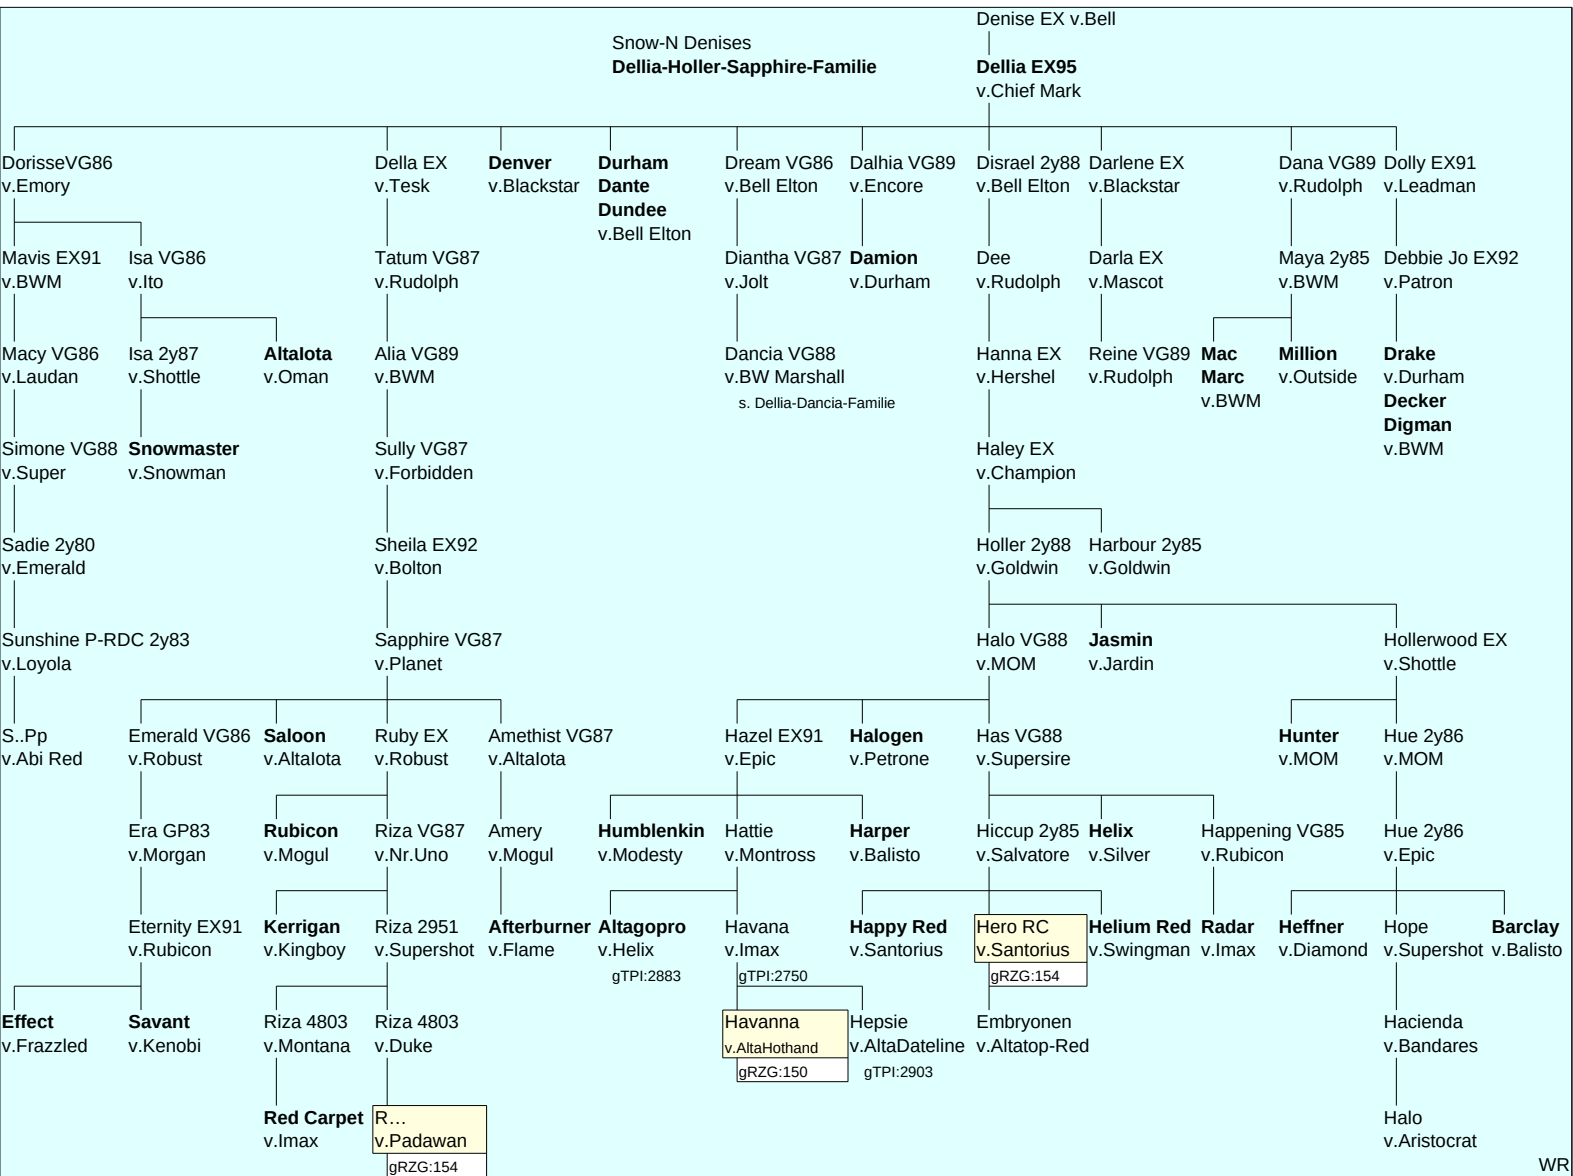 Denise EX v.Bell
Snow-N Denises
Dellia-Holler-Sapphire-Familie
Dellia EX95
v.Chief Mark
DorisseVG86
v.Emory
Della EX
v.Tesk
Denver
v.Blackstar
Durham
Dante
Dundee
v.Bell Elton
Dream VG86
v.Bell Elton
Dalhia VG89
v.Encore
Disrael 2y88
v.Bell Elton
Darlene EX
v.Blackstar
Dana VG89
v.Rudolph
Dolly EX91
v.Leadman
Mavis EX91
v.BWM
Isa VG86
v.Ito
Tatum VG87
v.Rudolph
Diantha VG87
v.Jolt
Damion
v.Durham
Dee
v.Rudolph
Darla EX
v.Mascot
Maya 2y85
v.BWM
Debbie Jo EX92
v.Patron
Macy VG86
v.Laudan
Isa 2y87
v.Shottle
AltaIota
v.Oman
Alia VG89
v.BWM
Dancia VG88
v.BW Marshall
s. Dellia-Dancia-Familie
Hanna EX
v.Hershel
Reine VG89
v.Rudolph
Mac
Marc
v.BWM
Million
v.Outside
Drake
v.Durham
Decker
Digman
v.BWM
Simone VG88
v.Super
Snowmaster
v.Snowman
Sully VG87
v.Forbidden
Haley EX
v.Champion
Sadie 2y80
v.Emerald
Sheila EX92
v.Bolton
Holler 2y88
v.Goldwin
Harbour 2y85
v.Goldwin
Sunshine P-RDC 2y83
v.Loyola
Sapphire VG87
v.Planet
Halo VG88
v.MOM
Jasmin
v.Jardin
Hollerwood EX
v.Shottle
S..Pp
v.Abi Red
Emerald VG86
v.Robust
Saloon
v.AltaIota
Ruby EX
v.Robust
Amethist VG87
v.AltaIota
Hazel EX91
v.Epic
Halogen
v.Petrone
Has VG88
v.Supersire
Hunter
v.MOM
Hue 2y86
v.MOM
Era GP83
v.Morgan
Rubicon
v.Mogul
Riza VG87
v.Nr.Uno
Amery
v.Mogul
Humblenkin
v.Modesty
Hattie
v.Montross
Harper
v.Balisto
Hiccup 2y85
v.Salvatore
Helix
v.Silver
Happening VG85
v.Rubicon
Hue 2y86
v.Epic
Eternity EX91
v.Rubicon
Kerrigan
v.Kingboy
Riza 2951
v.Supershot
Afterburner
v.Flame
Altagopro
v.Helix
gTPI:2883
Havana
v.Imax
gTPI:2750
Happy Red
v.Santorius
Hero RC
v.Santorius
gRZG:154
Helium Red
v.Swingman
Radar
v.Imax
Heffner
v.Diamond
Hope
v.Supershot
Barclay
v.Balisto
Effect
v.Frazzled
Savant
v.Kenobi
Riza 4803
v.Montana
Riza 4803
v.Duke
Havanna
v.AltaHothand
gRZG:150
Hepsie
v.AltaDateline
gTPI:2903
Embryonen
v.Altatop-Red
Hacienda
v.Bandares
Red Carpet
v.Imax
R…
v.Padawan
gRZG:154
Halo
v.Aristocrat
WR